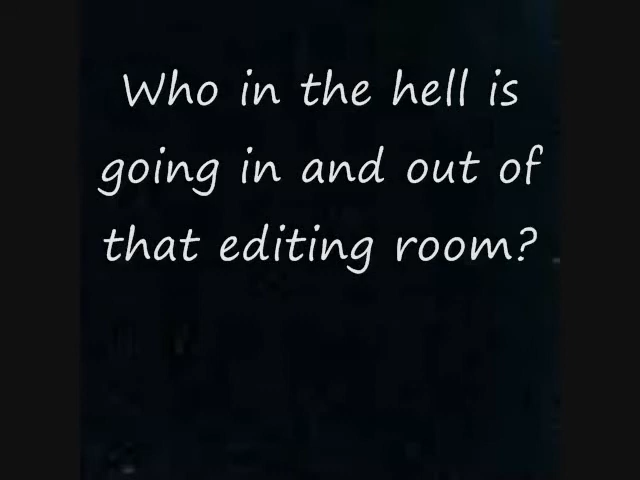 Who in the hell is
going in and out of
that editing room?